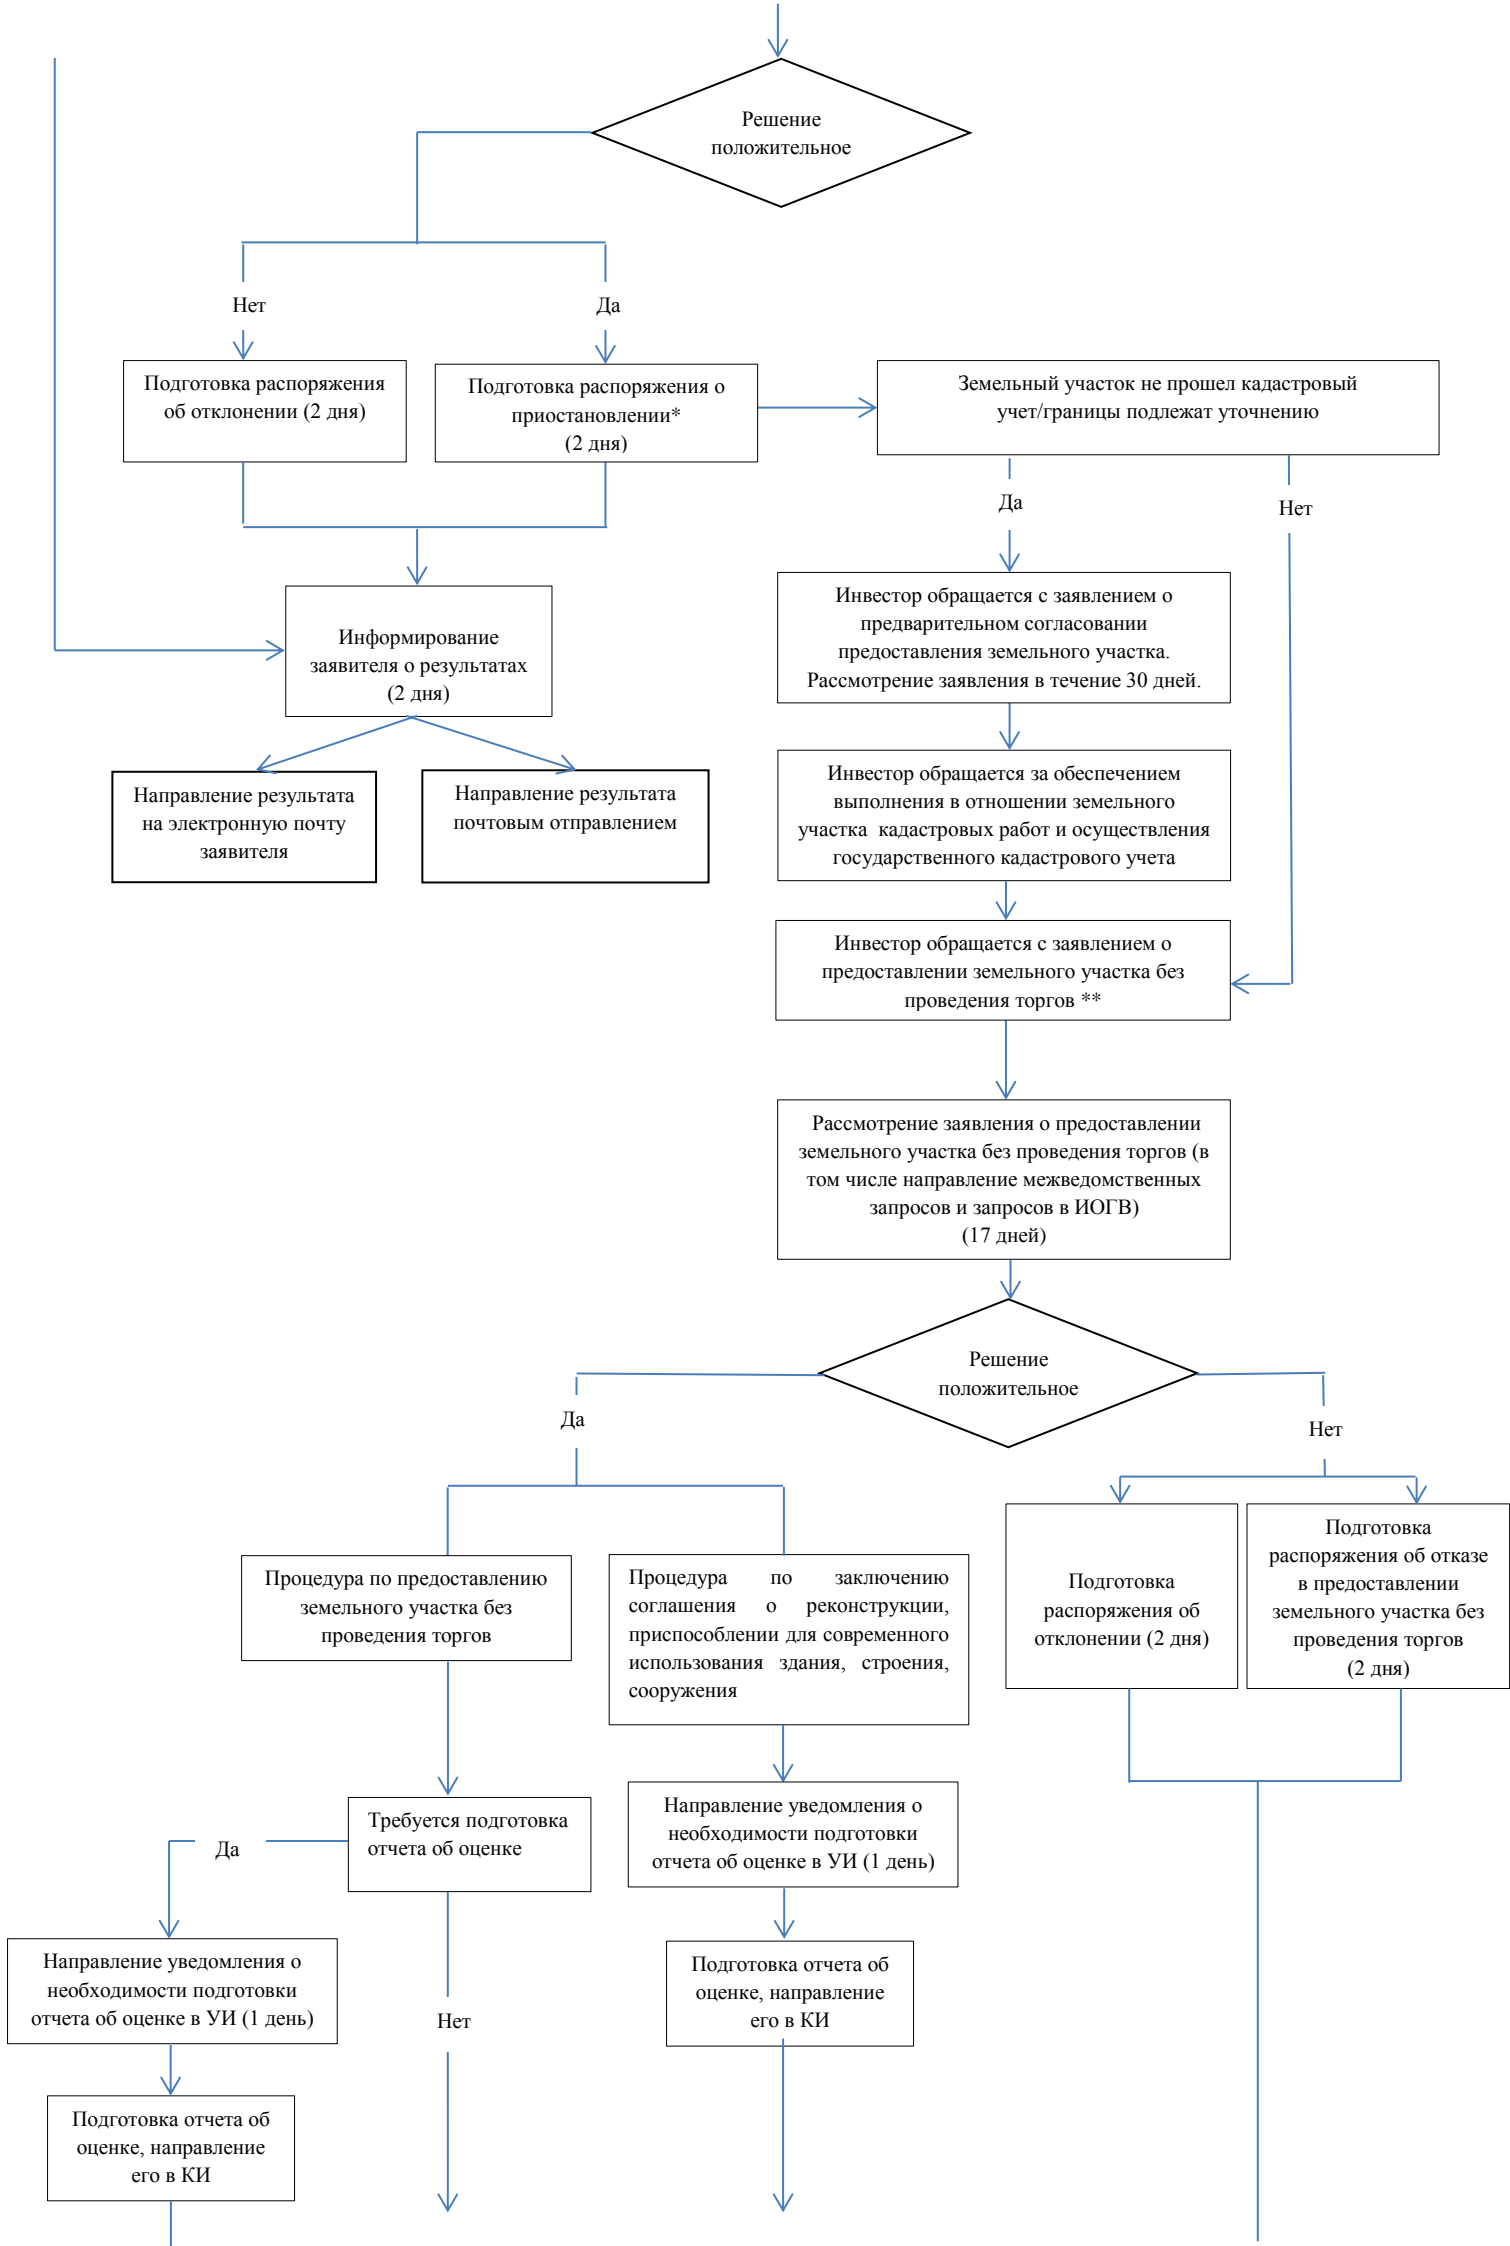 Решение
положительное
Нет
Да
Подготовка распоряжения
об отклонении (2 дня)
Подготовка распоряжения о
приостановлении*
(2 дня)
Земельный участок не прошел кадастровый
учет/границы подлежат уточнению
Да
Нет
Информирование
заявителя о результатах
(2 дня)
Инвестор обращается с заявлением о
предварительном согласовании
предоставления земельного участка.
Рассмотрение заявления в течение 30 дней.
Направление результата
на электронную почту
заявителя
Направление результата
почтовым отправлением
Инвестор обращается за обеспечением
выполнения в отношении земельного
участка кадастровых работ и осуществления
государственного кадастрового учета
Инвестор обращается с заявлением о
предоставлении земельного участка без
проведения торгов **
Рассмотрение заявления о предоставлении
земельного участка без проведения торгов (в
том числе направление межведомственных
запросов и запросов в ИОГВ)
(17 дней)
Решение
положительное
Да
Нет
Процедура по предоставлению
земельного участка без
проведения торгов
Процедура по заключению
соглашения о реконструкции,
приспособлении для современного
использования здания, строения,
сооружения
Подготовка
распоряжения об
отклонении (2 дня)
Подготовка
распоряжения об отказе
в предоставлении
земельного участка без
проведения торгов
(2 дня)
Требуется подготовка
отчета об оценке
Направление уведомления о
необходимости подготовки
отчета об оценке в УИ (1 день)
Да
Направление уведомления о
необходимости подготовки
отчета об оценке в УИ (1 день)
Нет
Подготовка отчета об
оценке, направление
его в КИ
Подготовка отчета об
оценке, направление
его в КИ